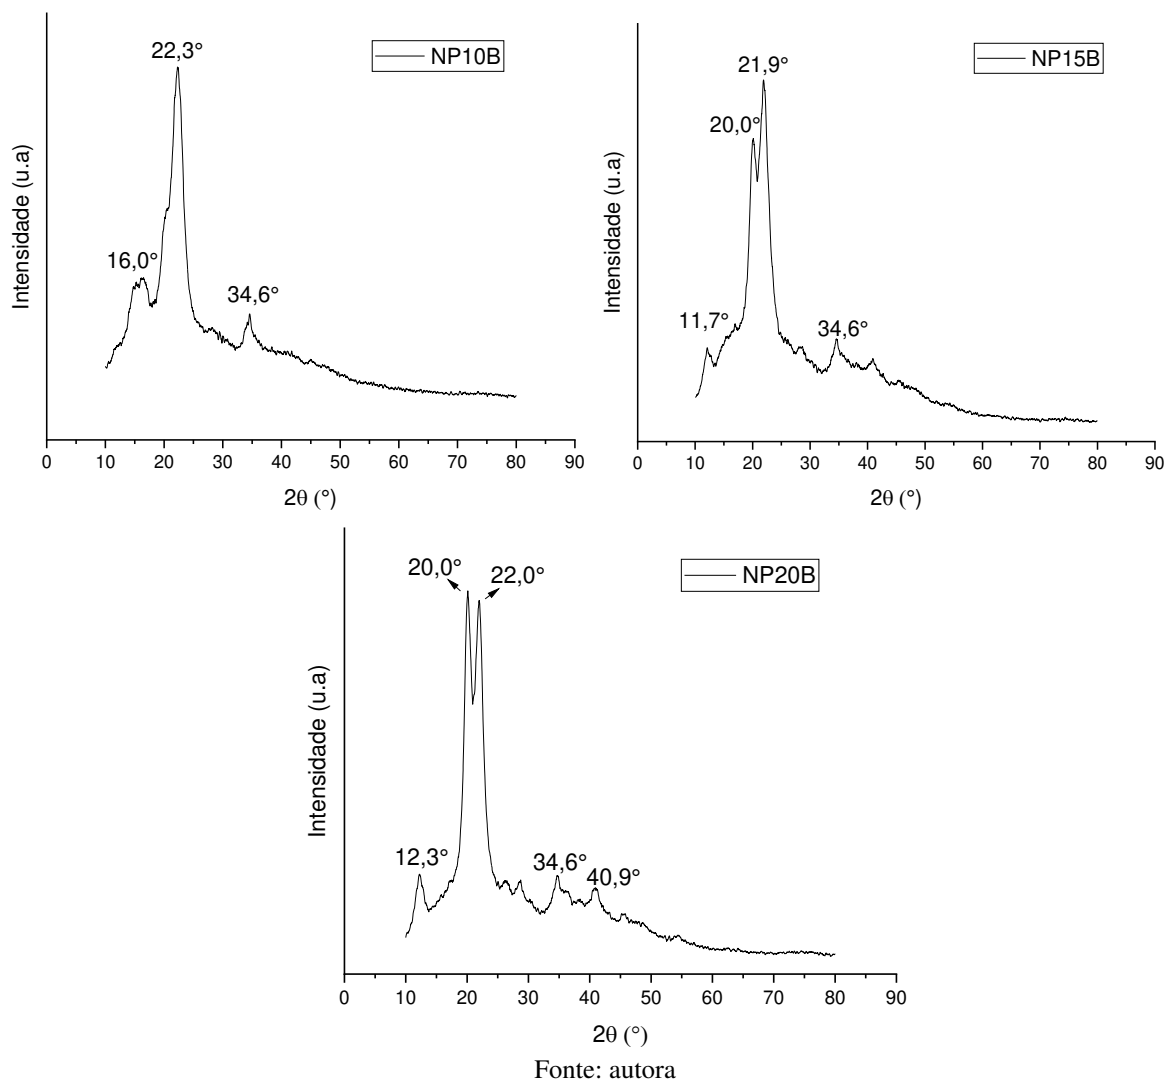 NP10B
22,3°
16,0°
34,6°
Intensidade (u.a)
0 10 20 30 40 50 60 70 80 90
2θ (°)
NP15B
21,9°
20,0°
11,7°
34,6°
Intensidade (u.a)
0 10 20 30 40 50 60 70 80 90
2θ (°)
NP20B
20,0°
22,0°
12,3°
34,6°
40,9°
Intensidade (u.a)
0 10 20 30 40 50 60 70 80 90
2θ (°)
Fonte: autora